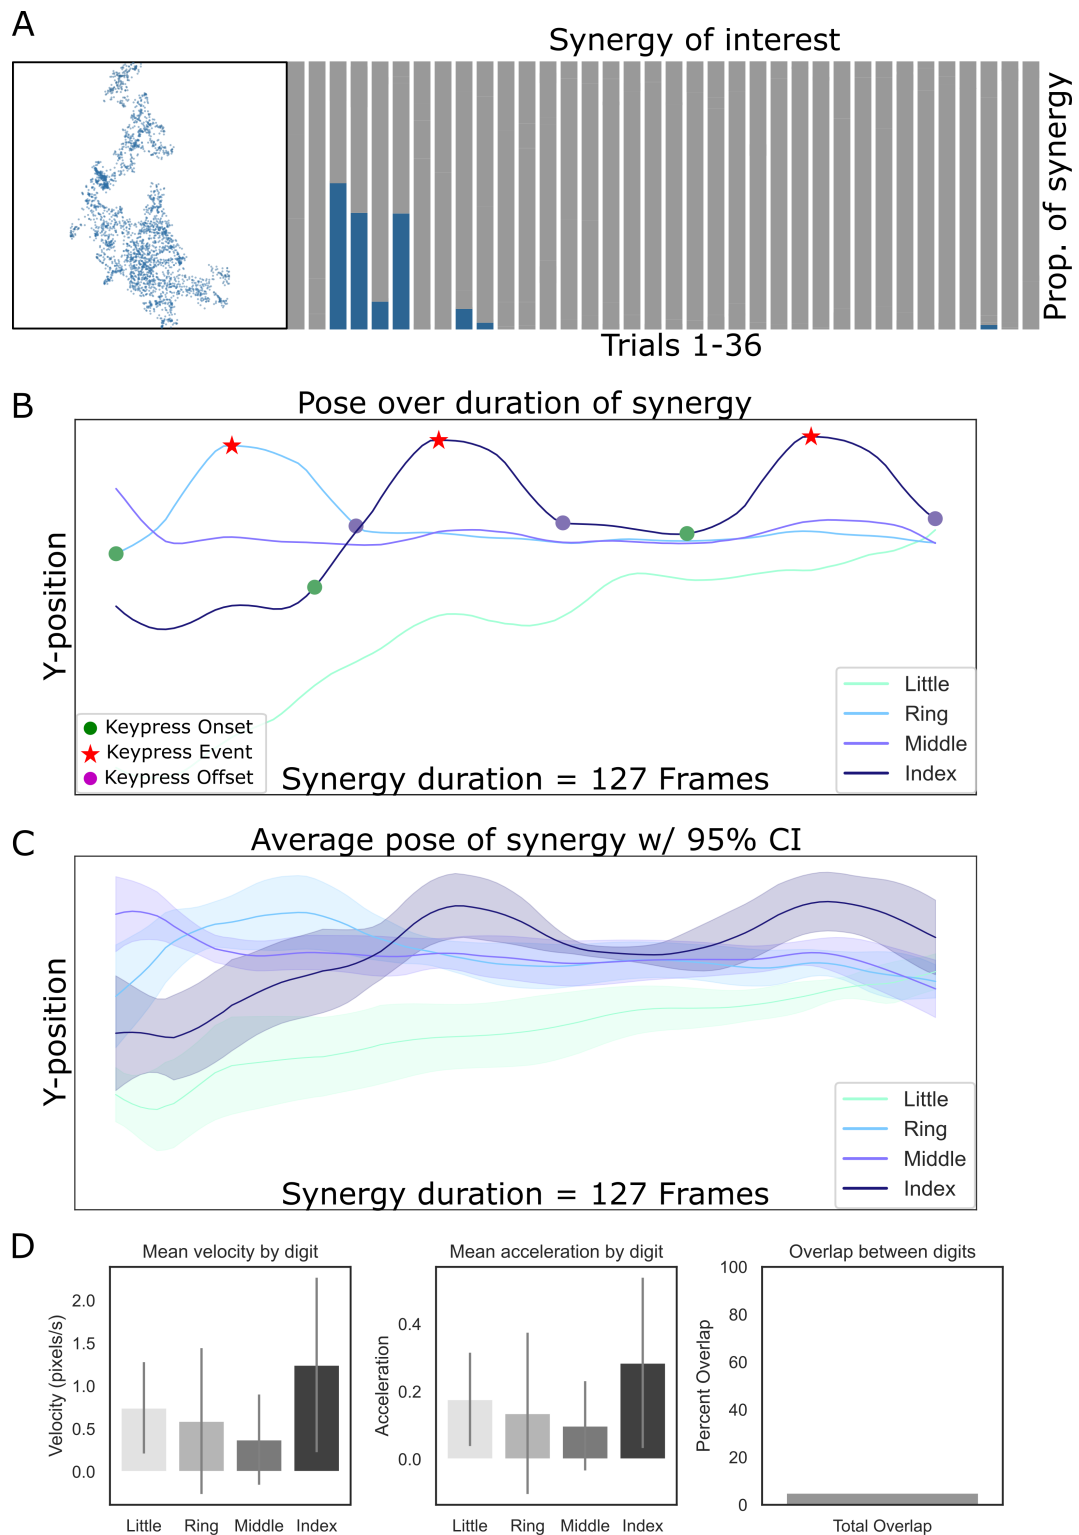 A
Synergy of interest
Prop. of synergy
Trials 1-36
B
Pose over duration of synergy
Y-position
Keypress Onset
Keypress Event
Keypress Offset
Little
Ring
Middle
Index
Synergy duration = 127 Frames
C
Average pose of synergy w/ 95% CI
Y-position
Little
Ring
Middle
Index
Synergy duration = 127 Frames
D
Mean velocity by digit
Velocity (pixels/s)
2.0
1.5
1.0
0.5
0.0
Little Ring Middle Index
Mean acceleration by digit
Acceleration
0.4
0.2
0.0
Little Ring Middle Index
Overlap between digits
Percent Overlap
100
80
60
40
20
0
Total Overlap